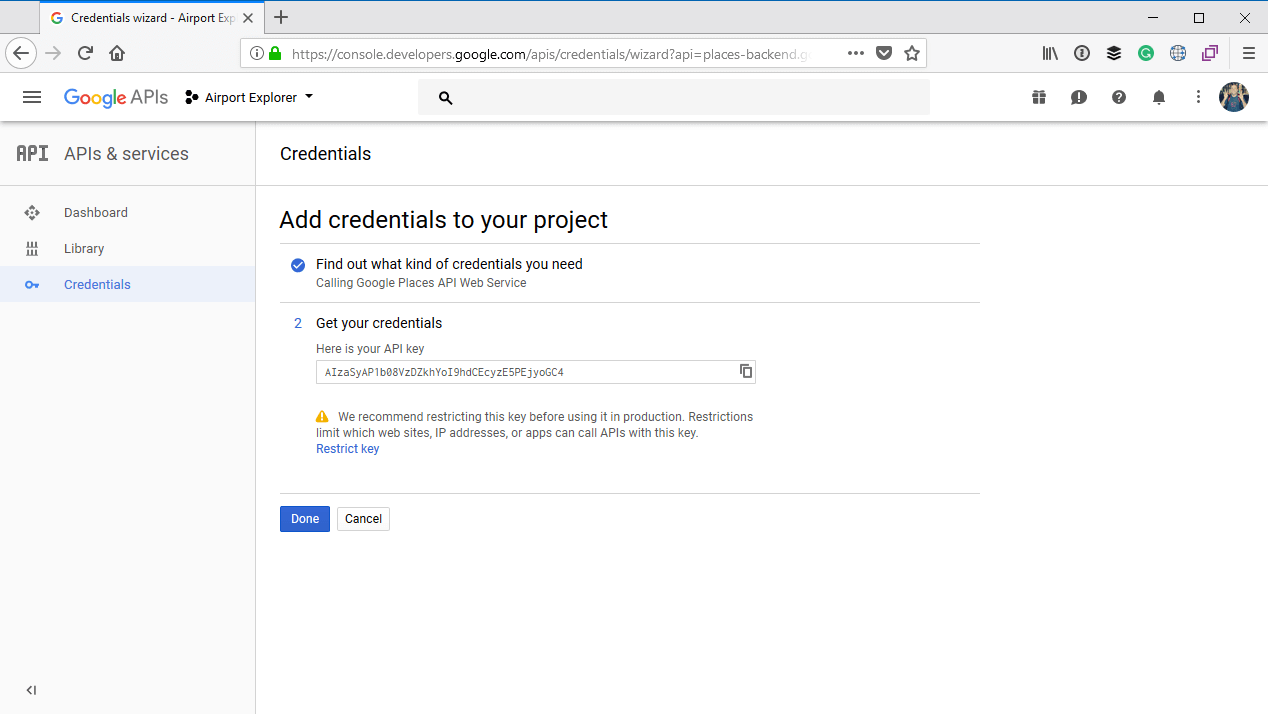 Credentials wizard - Airport Exp
https://console.developers.google.com/apis/credentials/wizard?api=places-backend.g
Google APIs
Airport Explorer
API APIs & services
Credentials
Dashboard
Library
Credentials
Add credentials to your project
Find out what kind of credentials you need
Calling Google Places API Web Service
2 Get your credentials
Here is your API key
AIzaSyAP1b08VzDZkhYoI9hdCEcyzE5PEjyoGC4
We recommend restricting this key before using it in production. Restrictions
limit which web sites, IP addresses, or apps can call APIs with this key.
Restrict key
Done Cancel